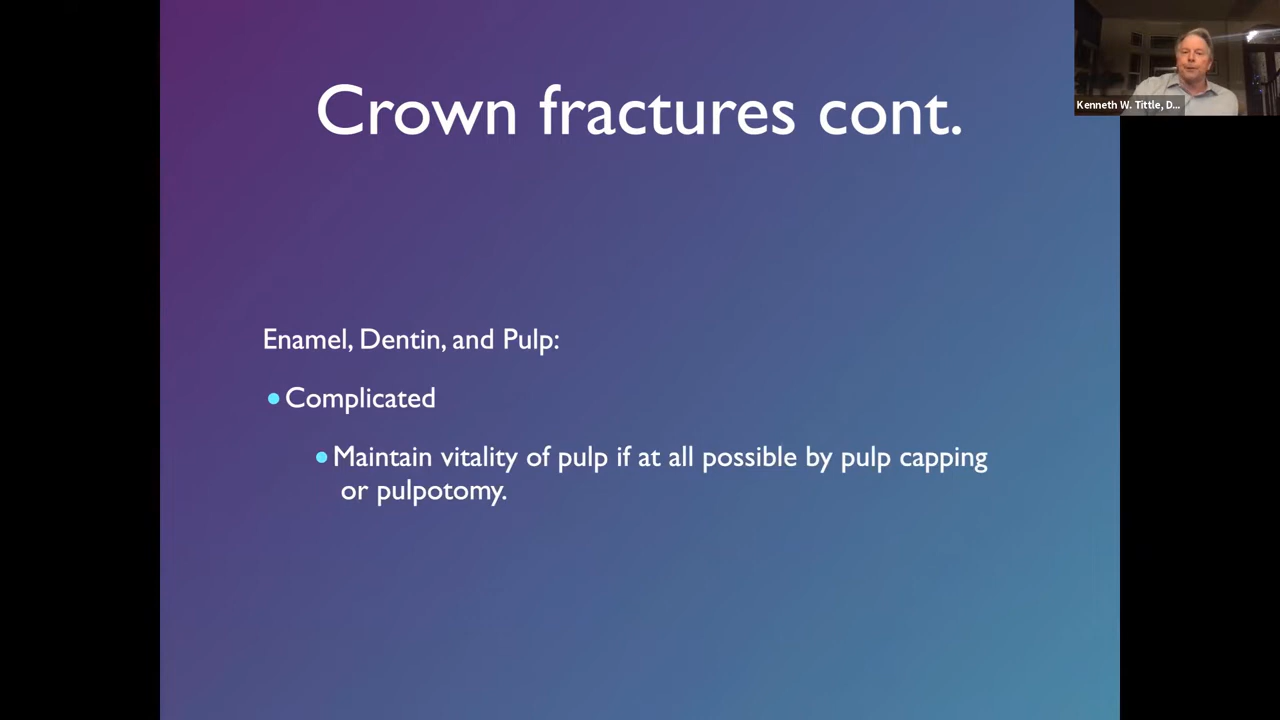 Crown fractures cont.
Kenneth W. Tittle, D...
Enamel, Dentin, and Pulp:
•Complicated
•Maintain vitality of pulp if at all possible by pulp capping
or pulpotomy.